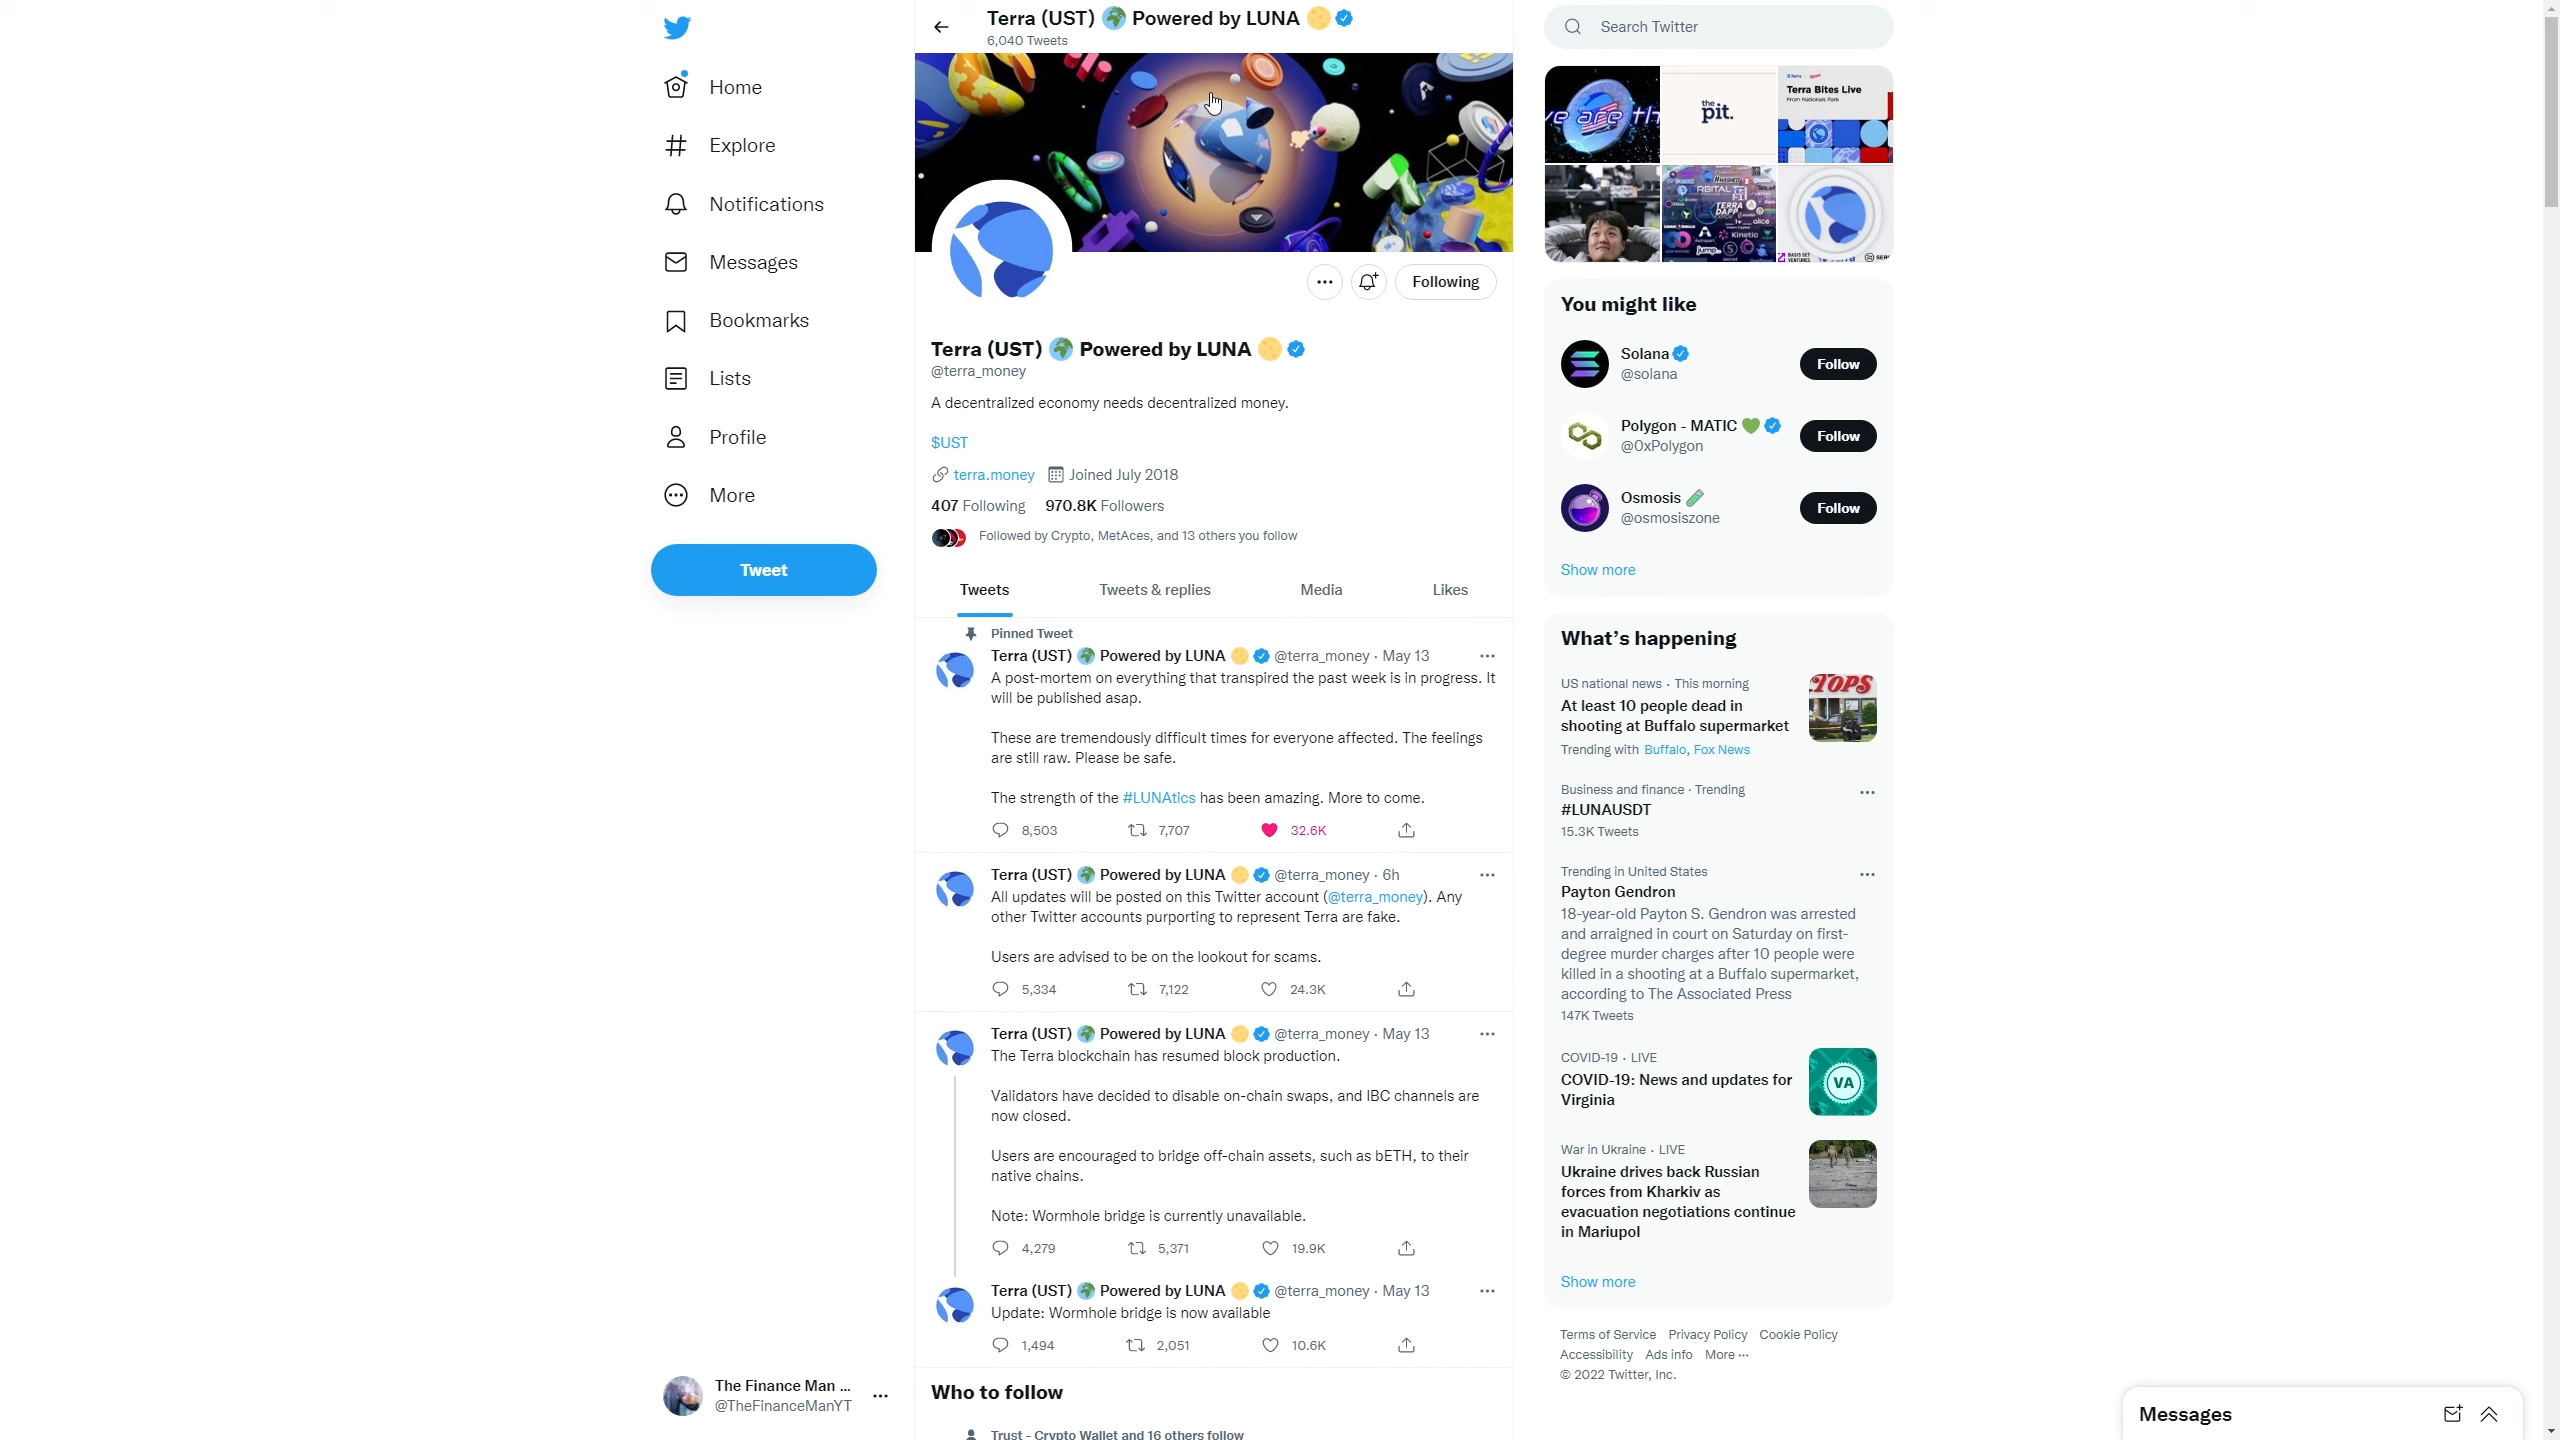 Home
Explore
Notifications
Messages
Bookmarks
Lists
Profile
More
Tweet
The Finance Man ...
@TheFinanceManYT
Terra (UST) 🌍 Powered by LUNA 🌕
6,040 Tweets
Following
Terra (UST) 🌍 Powered by LUNA 🌕
@terra_money
A decentralized economy needs decentralized money.
$UST
terra.money Joined July 2018
407 Following 970.8K Followers
Followed by Crypto, MetAces, and 13 others you follow
Tweets Tweets & replies Media Likes
Pinned Tweet
Terra (UST) 🌍 Powered by LUNA 🌕 @terra_money · May 13
A post-mortem on everything that transpired the past week is in progress. It
will be published asap.
These are tremendously difficult times for everyone affected. The feelings
are still raw. Please be safe.
The strength of the #LUNAtics has been amazing. More to come.
8,503 7,707 32.6K
Terra (UST) 🌍 Powered by LUNA 🌕 @terra_money · 6h
All updates will be posted on this Twitter account (@terra_money). Any
other Twitter accounts purporting to represent Terra are fake.
Users are advised to be on the lookout for scams.
5,334 7,122 24.3K
Terra (UST) 🌍 Powered by LUNA 🌕 @terra_money · May 13
The Terra blockchain has resumed block production.
Validators have decided to disable on-chain swaps, and IBC channels are
now closed.
Users are encouraged to bridge off-chain assets, such as bETH, to their
native chains.
Note: Wormhole bridge is currently unavailable.
4,279 5,371 19.9K
Terra (UST) 🌍 Powered by LUNA 🌕 @terra_money · May 13
Update: Wormhole bridge is now available
1,494 2,051 10.6K
Who to follow
Trust - Crypto Wallet and 16 others follow
Search Twitter
the
pit.
Terra
Terra Bites Live
From Nationals Park
You might like
Solana
@solana
Follow
Polygon - MATIC 💚
@0xPolygon
Follow
Osmosis 🧪
@osmosiszone
Follow
Show more
What's happening
US national news · This morning
At least 10 people dead in
shooting at Buffalo supermarket
Trending with Buffalo, Fox News
TOPS
Business and finance · Trending
#LUNAUSDT
15.3K Tweets
Trending in United States
Payton Gendron
18-year-old Payton S. Gendron was arrested
and arraigned in court on Saturday on first-
degree murder charges after 10 people were
killed in a shooting at a Buffalo supermarket,
according to The Associated Press
147K Tweets
COVID-19 · LIVE
COVID-19: News and updates for
Virginia
VA
War in Ukraine · LIVE
Ukraine drives back Russian
forces from Kharkiv as
evacuation negotiations continue
in Mariupol
Show more
Terms of Service Privacy Policy Cookie Policy
Accessibility Ads info More ...
© 2022 Twitter, Inc.
Messages